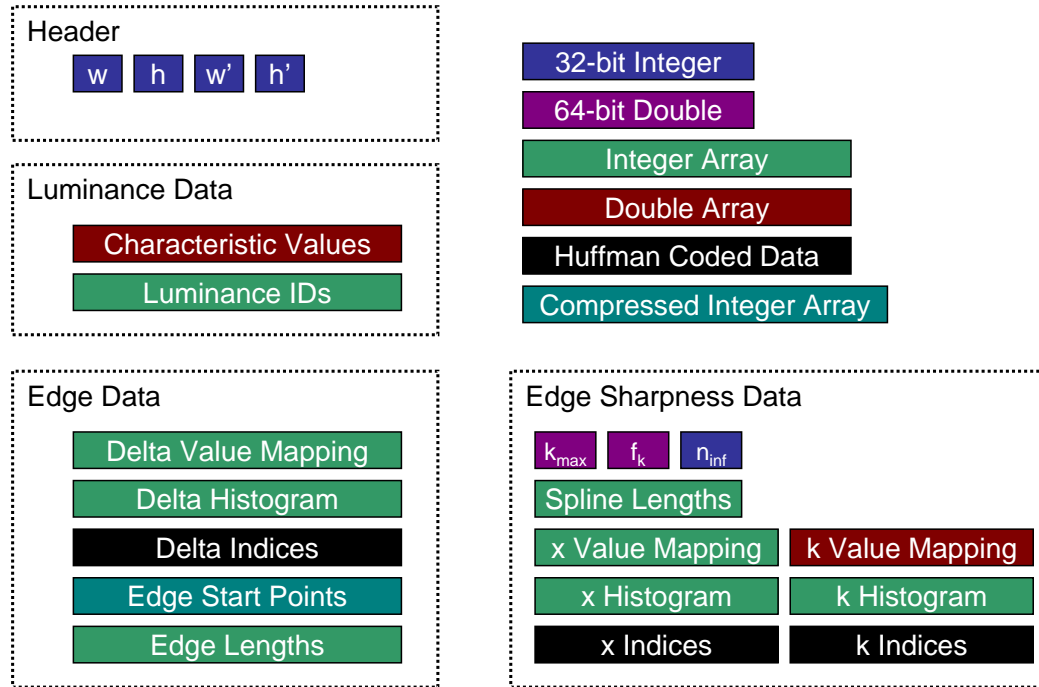 Header
w h w’ h’
32-bit Integer
64-bit Double
Integer Array
Double Array
Huffman Coded Data
Compressed Integer Array
Luminance Data
Characteristic Values
Luminance IDs
Edge Data
Delta Value Mapping
Delta Histogram
Delta Indices
Edge Start Points
Edge Lengths
Edge Sharpness Data
kmax fk ninf
Spline Lengths
x Value Mapping k Value Mapping
x Histogram k Histogram
x Indices k Indices